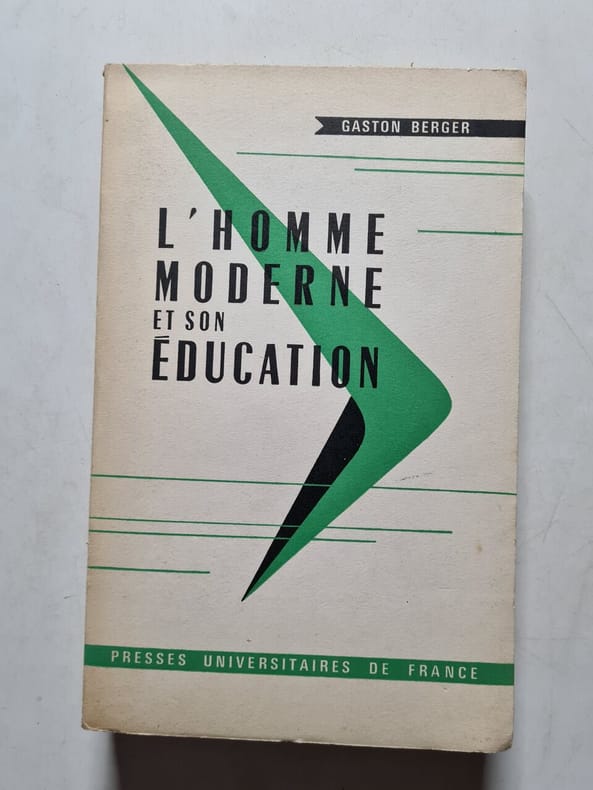 GASTON BERGER
L'HOMME
MODERNE
ET SON
ÉDUCATION
PRESSES UNIVERSITAIRES DE FRANCE